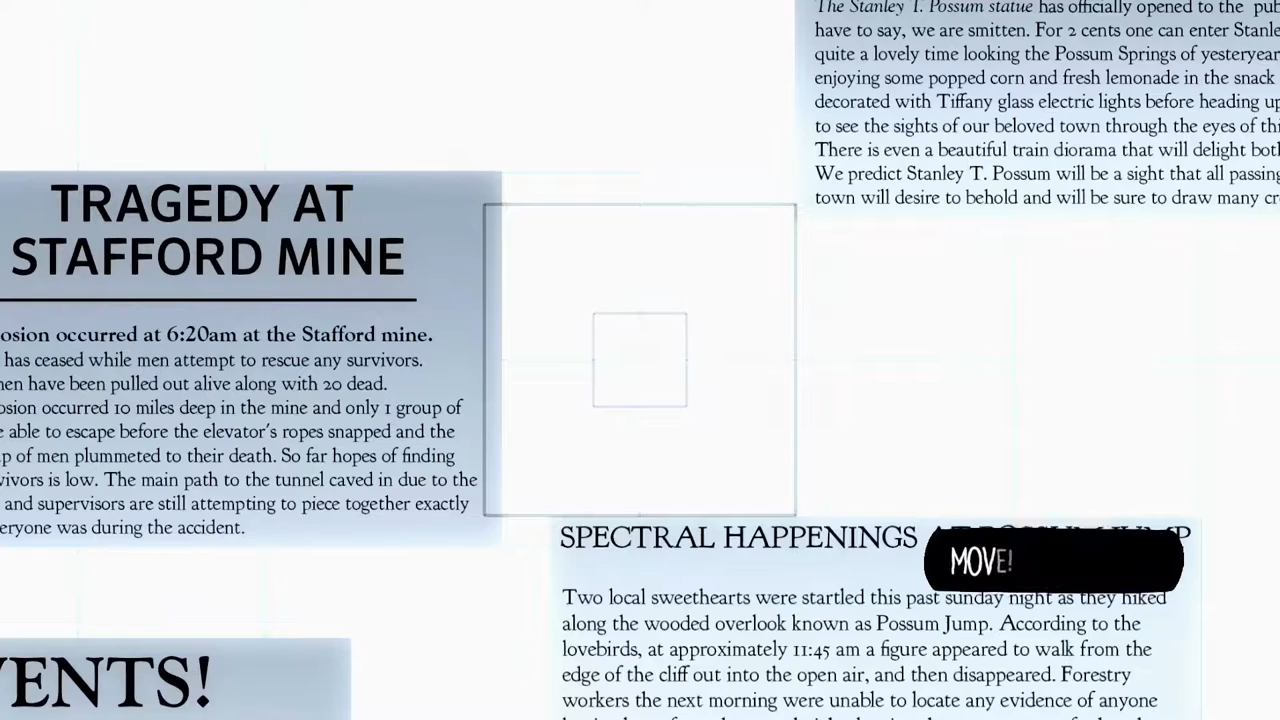 The Stanley T. Possum statue has officially opened to the pub
have to say, we are smitten. For 2 cents one can enter Stanle
quite a lovely time looking the Possum Springs of yesteryear
enjoying some popped corn and fresh lemonade in the snack
decorated with Tiffany glass electric lights before heading up
to see the sights of our beloved town through the eyes of thi
There is even a beautiful train diorama that will delight both
We predict Stanley T. Possum will be a sight that all passing
town will desire to behold and will be sure to draw many cr
TRAGEDY AT
STAFFORD MINE
osion occurred at 6:20am at the Stafford mine.
has ceased while men attempt to rescue any survivors.
en have been pulled out alive along with 20 dead.
osion occurred 10 miles deep in the mine and only 1 group of
able to escape before the elevator's ropes snapped and the
p of men plummeted to their death. So far hopes of finding
vivors is low. The main path to the tunnel caved in due to the
and supervisors are still attempting to piece together exactly
eryone was during the accident.
SPECTRAL HAPPENINGS AT POSSUM JUMP
MOVE!
Two local sweethearts were startled this past sunday night as they hiked
along the wooded overlook known as Possum Jump. According to the
lovebirds, at approximately 11:45 am a figure appeared to walk from the
edge of the cliff out into the open air, and then disappeared. Forestry
workers the next morning were unable to locate any evidence of anyone
VENTS!